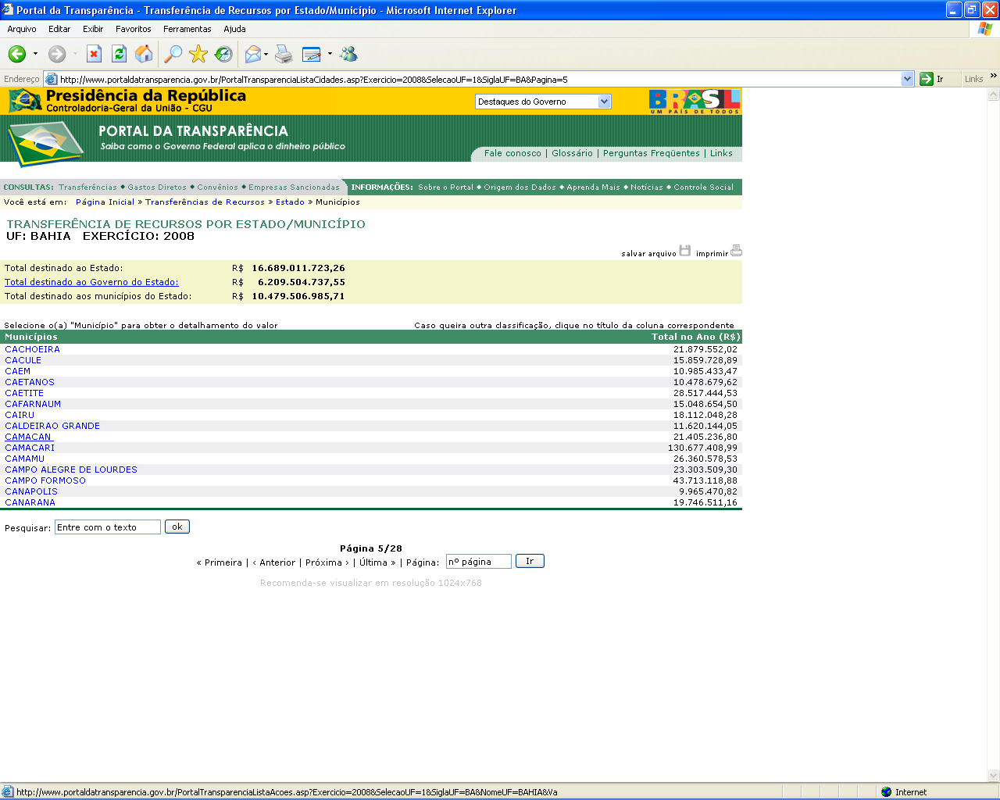 Portal da Transparência - Transferência de Recursos por Estado/Município - Microsoft Internet Explorer
Arquivo Editar Exibir Favoritos Ferramentas Ajuda
Endereço http://www.portaldatransparencia.gov.br/PortalTransparenciaListaCidades.asp?Exercicio=2008&SelecaoUF=1&SiglaUF=BA&Pagina=5 Ir Links »
Presidência da República
Controladoria-Geral da União - CGU
Destaques do Governo
BRASIL
UM PAÍS DE TODOS
PORTAL DA TRANSPARÊNCIA
Saiba como o Governo Federal aplica o dinheiro público
Fale conosco | Glossário | Perguntas Freqüentes | Links
CONSULTAS: Transferências ◆ Gastos Diretos ◆ Convênios ◆ Empresas Sancionadas INFORMAÇÕES: Sobre o Portal ◆ Origem dos Dados ◆ Aprenda Mais ◆ Notícias ◆ Controle Social
Você está em: Página Inicial » Transferências de Recursos » Estado » Municípios
TRANSFERÊNCIA DE RECURSOS POR ESTADO/MUNICÍPIO
UF: BAHIA EXERCÍCIO: 2008
salvar arquivo imprimir
Total destinado ao Estado: R$ 16.689.011.723,26
Total destinado ao Governo do Estado: R$ 6.209.504.737,55
Total destinado aos municípios do Estado: R$ 10.479.506.985,71
Selecione o(a) "Município" para obter o detalhamento do valor Caso queira outra classificação, clique no título da coluna correspondente
Municípios Total no Ano (R$)
CACHOEIRA 21.879.552,02
CACULE 15.859.728,89
CAEM 10.985.433,47
CAETANOS 10.478.679,62
CAETITE 28.517.444,53
CAFARNAUM 15.048.654,50
CAIRU 18.112.048,28
CALDEIRAO GRANDE 11.620.144,05
CAMACAN 21.405.236,80
CAMACARI 130.677.408,99
CAMAMU 26.360.578,53
CAMPO ALEGRE DE LOURDES 23.303.509,30
CAMPO FORMOSO 43.713.118,88
CANAPOLIS 9.965.470,82
CANARANA 19.746.511,16
Pesquisar: Entre com o texto ok
Página 5/28
« Primeira | ‹ Anterior | Próxima › | Última » | Página: nº página Ir
Recomenda-se visualizar em resolução 1024x768
http://www.portaldatransparencia.gov.br/PortalTransparenciaListaAcoes.asp?Exercicio=2008&SelecaoUF=1&SiglaUF=BA&NomeUF=BAHIA&Va Internet